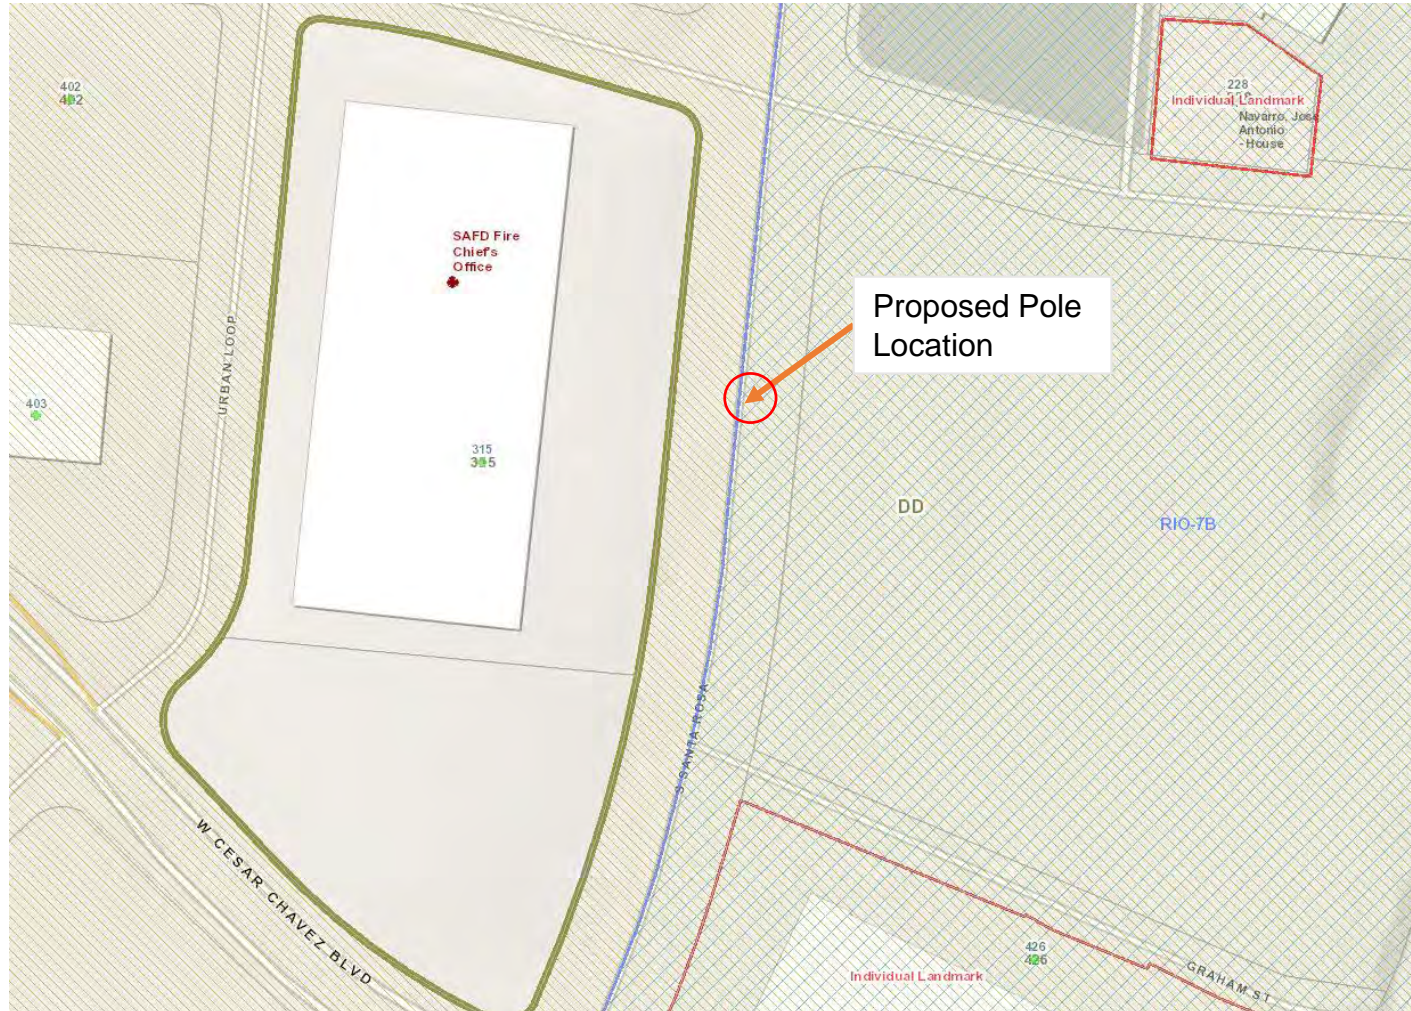 402
402
228
Individual Landmark
Navarro, Jose
Antonio
- House
SAFD Fire
Chief's
Office
Proposed Pole
Location
URBAN LOOP
403
315
315
DD
RIO-7B
S SANTA ROSA
W CESAR CHAVEZ BLVD
426
426
Individual Landmark
GRAHAM ST